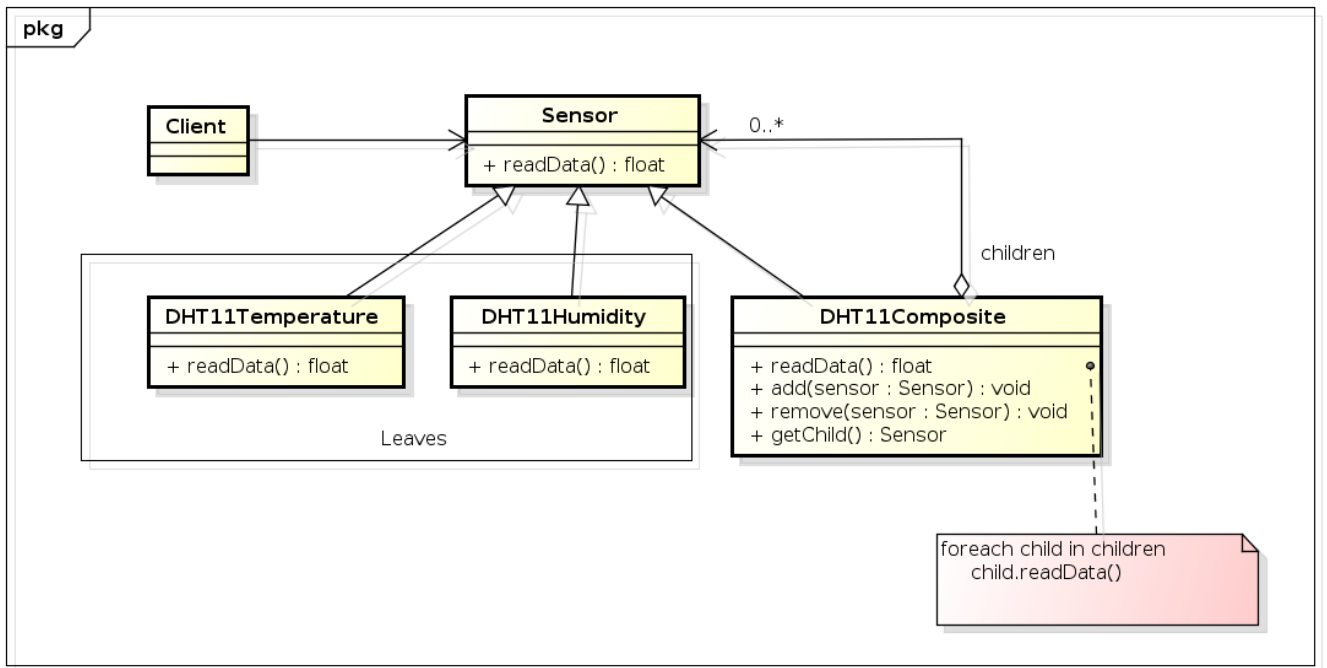 pkg
Client
Sensor
+ readData() : float
0..*
children
DHT11Temperature
+ readData() : float
DHT11Humidity
+ readData() : float
Leaves
DHT11Composite
+ readData() : float
+ add(sensor : Sensor) : void
+ remove(sensor : Sensor) : void
+ getChild() : Sensor
foreach child in children
child.readData()